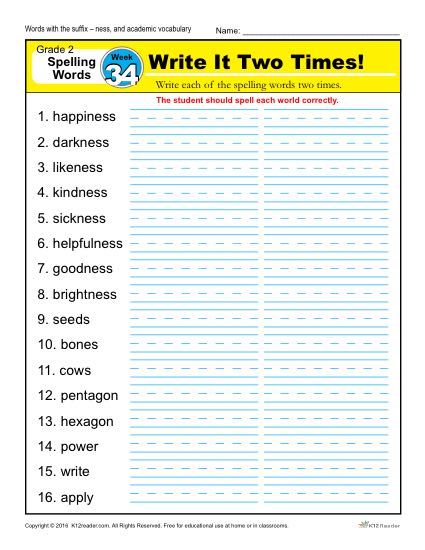 Words with the suffix – ness, and academic vocabulary
Name:
Grade 2
Spelling
Words
Week
34
Write It Two Times!
Write each of the spelling words two times.
The student should spell each world correctly.
1. happiness
2. darkness
3. likeness
4. kindness
5. sickness
6. helpfulness
7. goodness
8. brightness
9. seeds
10. bones
11. cows
12. pentagon
13. hexagon
14. power
15. write
16. apply
Copyright © 2016 K12reader.com. All Rights Reserved. Free for educational use at home or in classrooms.
K12Reader